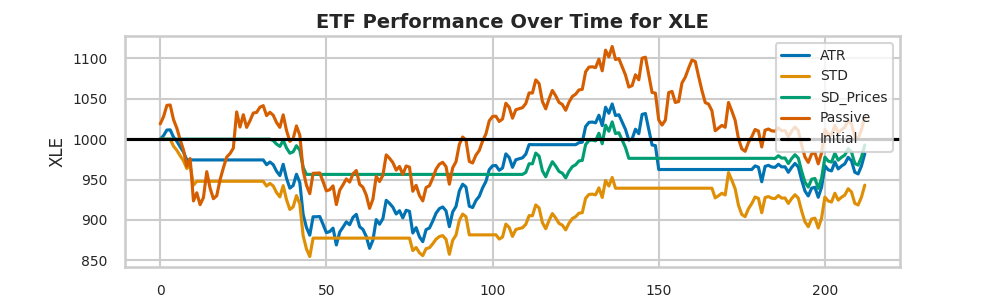 ETF Performance Over Time for XLE
XLE
1100
1050
1000
950
900
850
0
50
100
150
200
ATR
STD
SD_Prices
Passive
Initial